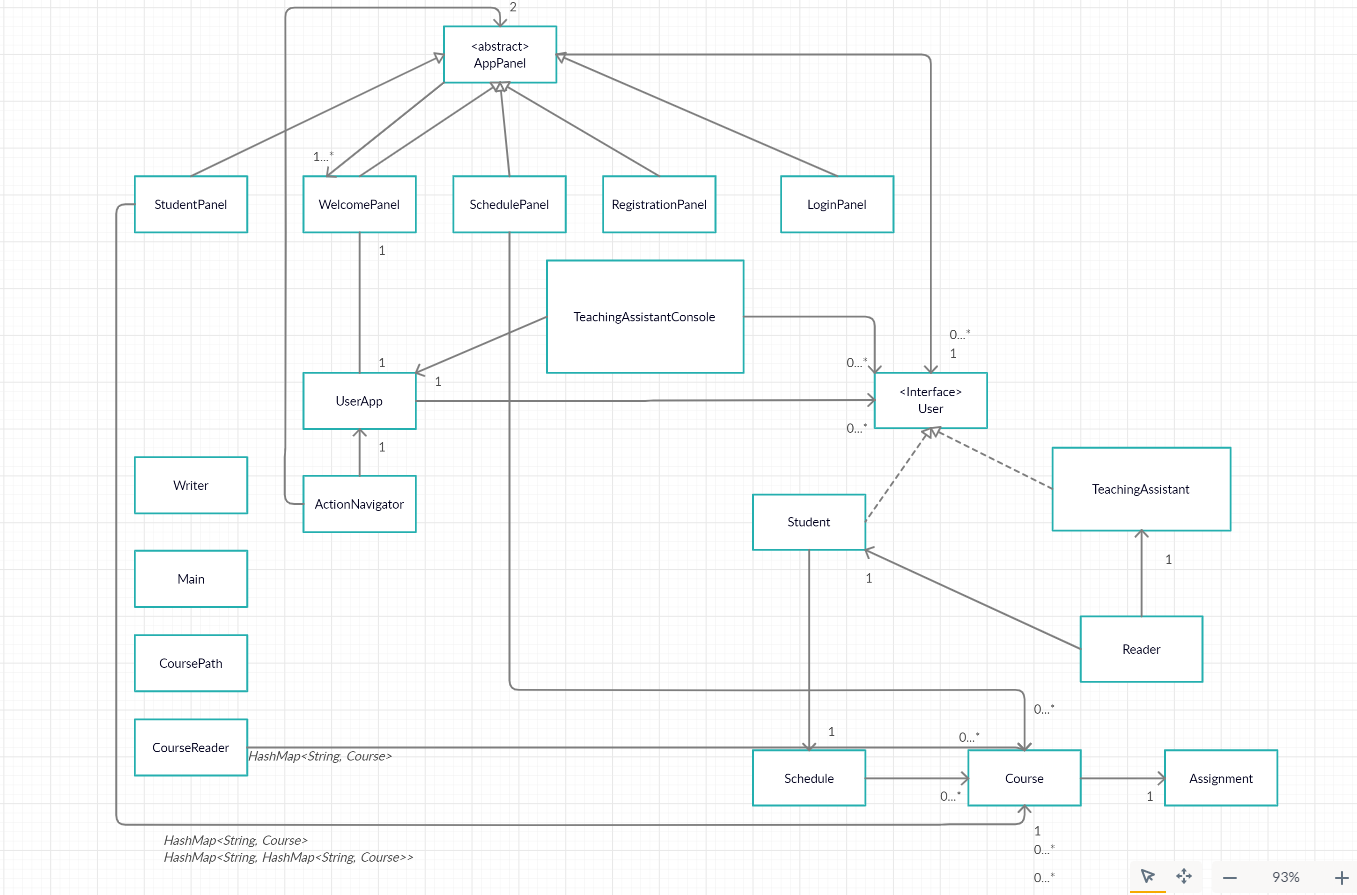 2
<abstract>
AppPanel
1...*
StudentPanel
WelcomePanel
SchedulePanel
RegistrationPanel
LoginPanel
1
TeachingAssistantConsole
0...*
1
1
0...*
1
<Interface>
User
UserApp
0...*
1
TeachingAssistant
Writer
ActionNavigator
Student
1
1
Main
Reader
CoursePath
0...*
1
0...*
CourseReader
HashMap<String, Course>
Schedule
Course
Assignment
0...*
1
1
HashMap<String, Course>
0...*
HashMap<String, HashMap<String, Course>>
0...*
93%